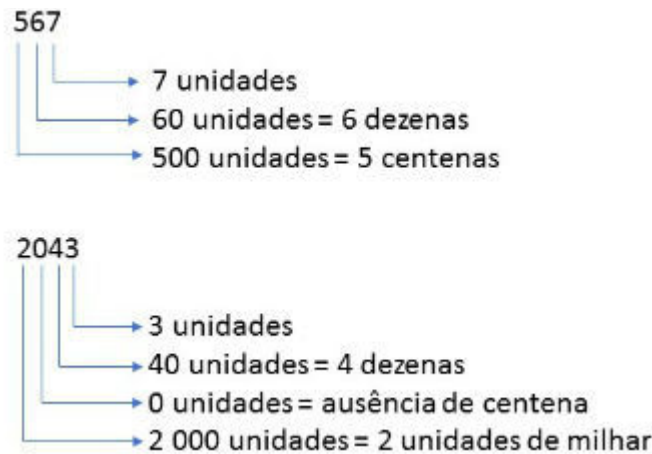 567
7 unidades
60 unidades = 6 dezenas
500 unidades = 5 centenas
2043
3 unidades
40 unidades = 4 dezenas
0 unidades = ausência de centena
2 000 unidades = 2 unidades de milhar